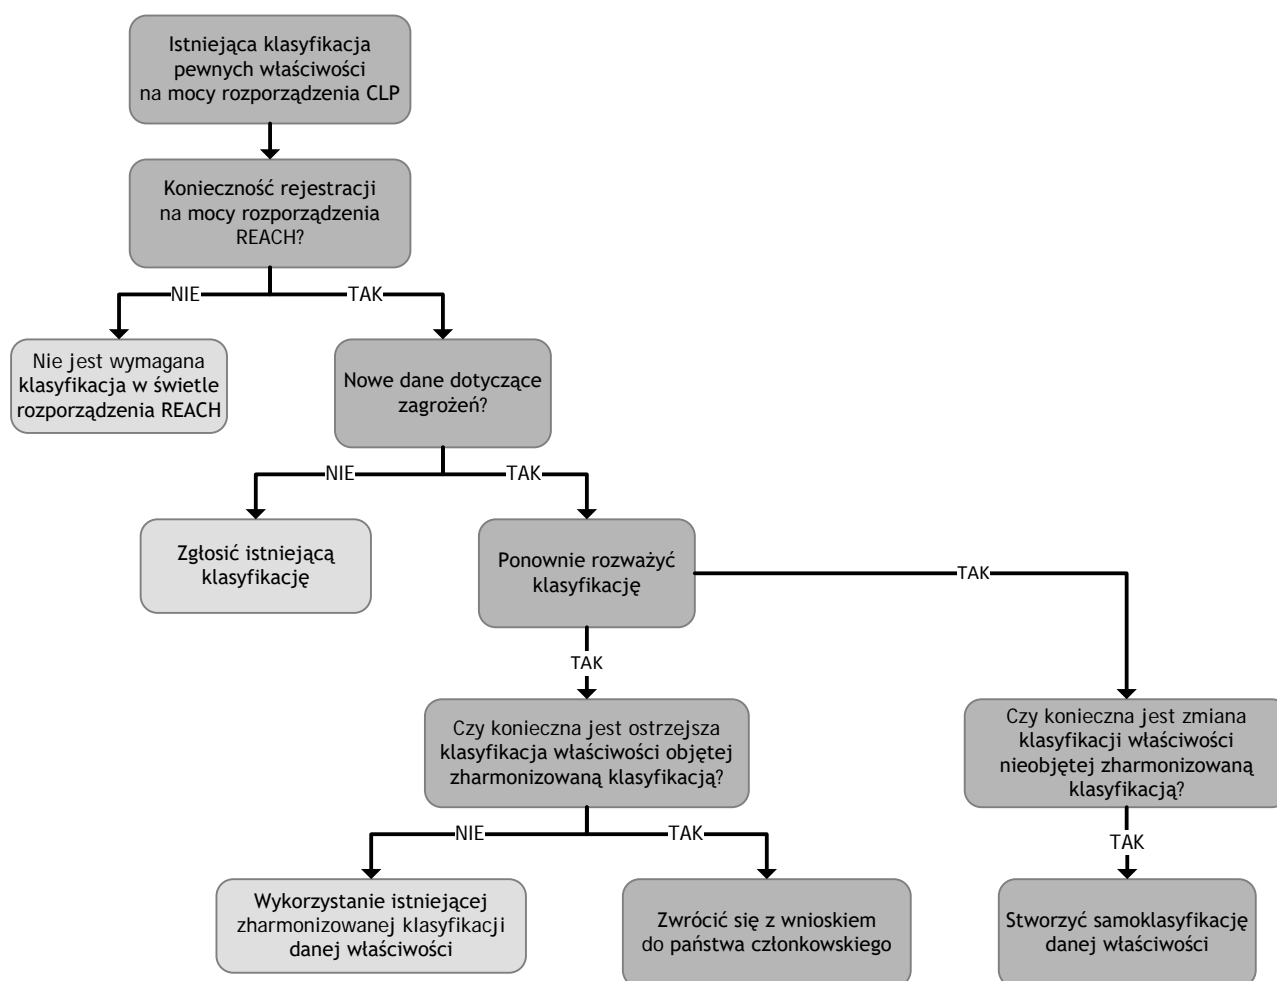 Istniejąca klasyfikacja
pewnych właściwości
na mocy rozporządzenia CLP
Konieczność rejestracji
na mocy rozporządzenia
REACH?
NIE
TAK
Nie jest wymagana
klasyfikacja w świetle
rozporządzenia REACH
Nowe dane dotyczące
zagrożeń?
NIE
TAK
Zgłosić istniejącą
klasyfikację
Ponownie rozważyć
klasyfikację
TAK
TAK
Czy konieczna jest ostrzejsza
klasyfikacja właściwości objętej
zharmonizowaną klasyfikacją?
Czy konieczna jest zmiana
klasyfikacji właściwości
nieobjętej zharmonizowaną
klasyfikacją?
NIE
TAK
TAK
Wykorzystanie istniejącej
zharmonizowanej klasyfikacji
danej właściwości
Zwrócić się z wnioskiem
do państwa członkowskiego
Stworzyć samoklasyfikację
danej właściwości